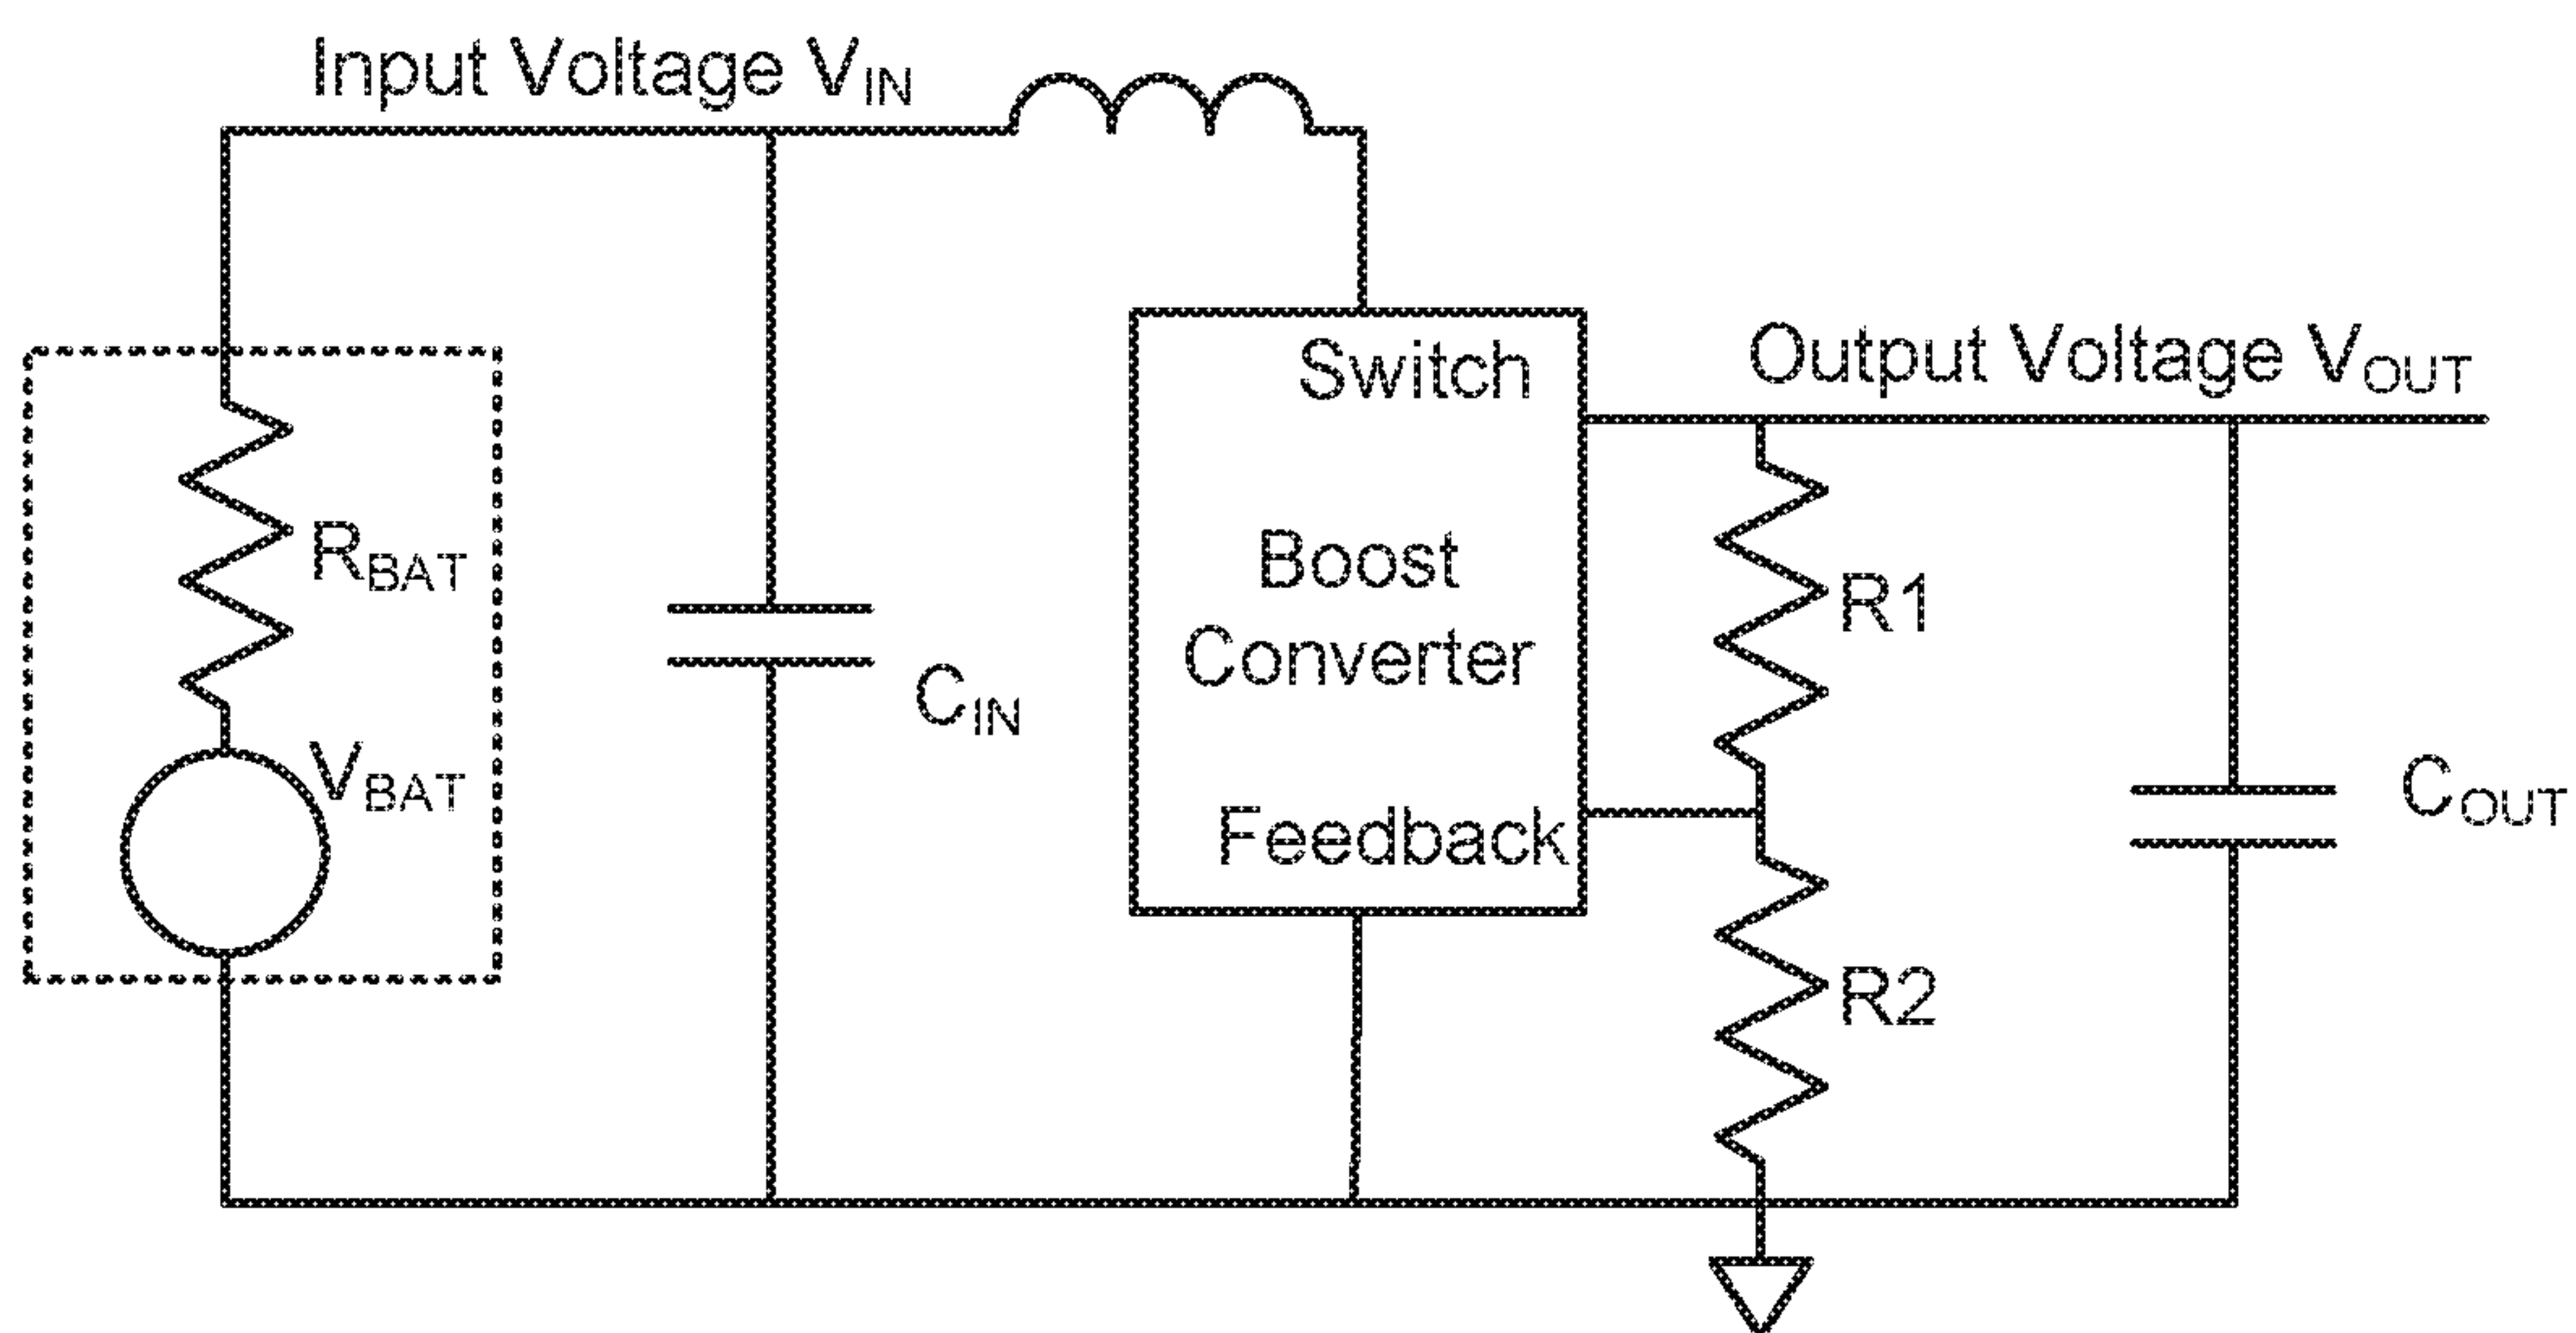 Input Voltage VIN
Switch
Output Voltage VOUT
RBAT
Boost
Converter
R1
CIN
VBAT
Feedback
COUT
R2